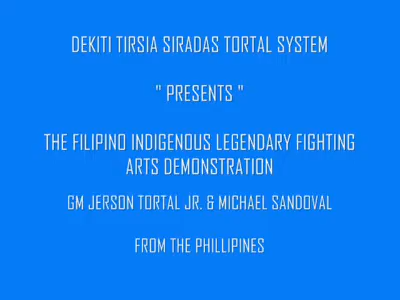 DEKITI TIRSIA SIRADAS TORTAL SYSTEM
" PRESENTS "
THE FILIPINO INDIGENOUS LEGENDARY FIGHTING
ARTS DEMONSTRATION
GM JERSON TORTAL JR. & MICHAEL SANDOVAL
FROM THE PHILLIPINES